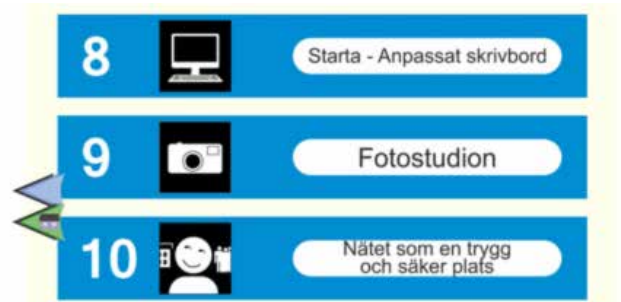 8
Starta - Anpassat skrivbord
9
Fotostudion
10
Nätet som en trygg
och säker plats